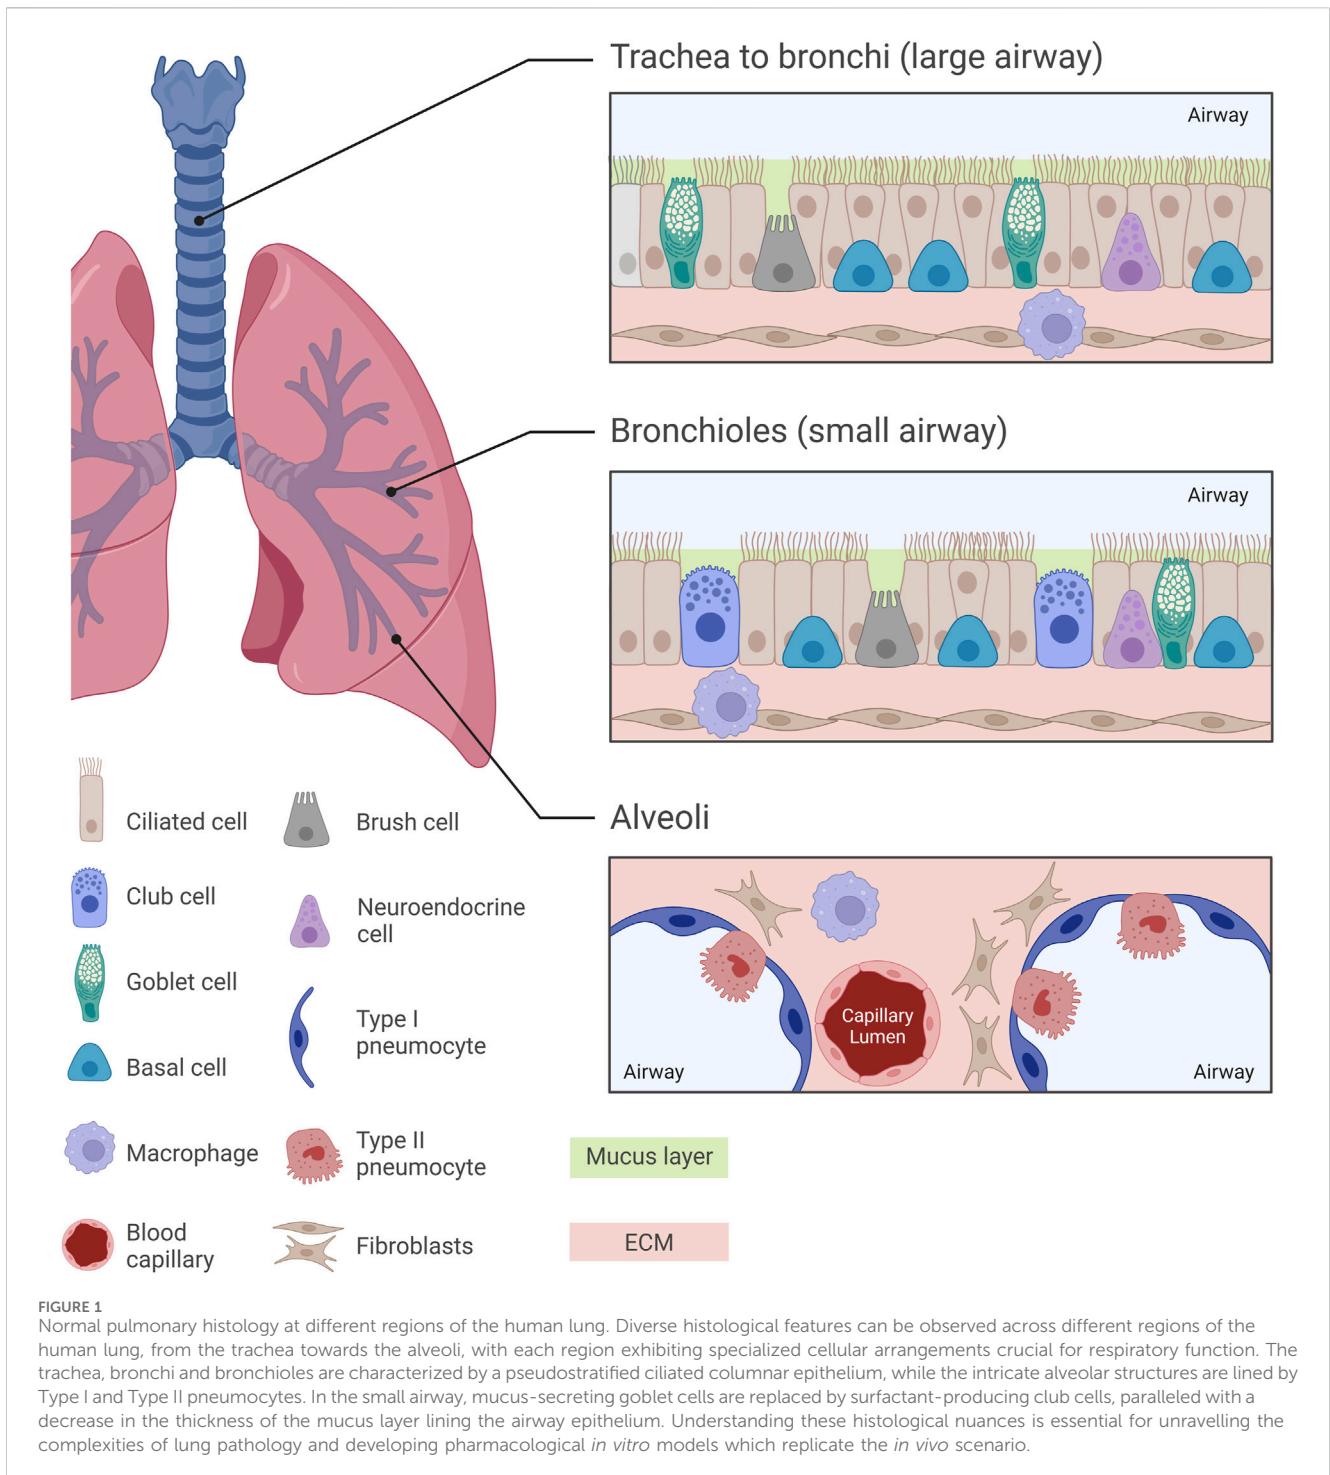 Trachea to bronchi (large airway)
Airway
Bronchioles (small airway)
Airway
Alveoli
Capillary
Lumen
Airway
Airway
Ciliated cell
Brush cell
Club cell
Neuroendocrine
cell
Goblet cell
Type I
pneumocyte
Basal cell
Macrophage
Type II
pneumocyte
Mucus layer
Blood
capillary
Fibroblasts
ECM
FIGURE 1
Normal pulmonary histology at different regions of the human lung. Diverse histological features can be observed across different regions of the
human lung, from the trachea towards the alveoli, with each region exhibiting specialized cellular arrangements crucial for respiratory function. The
trachea, bronchi and bronchioles are characterized by a pseudostratified ciliated columnar epithelium, while the intricate alveolar structures are lined by
Type I and Type II pneumocytes. In the small airway, mucus-secreting goblet cells are replaced by surfactant-producing club cells, paralleled with a
decrease in the thickness of the mucus layer lining the airway epithelium. Understanding these histological nuances is essential for unravelling the
complexities of lung pathology and developing pharmacological in vitro models which replicate the in vivo scenario.